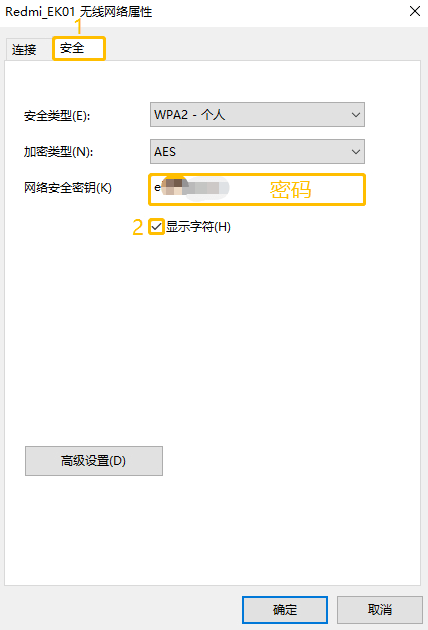 Redmi_EK01 无线网络属性
1
连接 安全
安全类型(E): WPA2 - 个人
加密类型(N): AES
网络安全密钥(K) e 密码
2 显示字符(H)
高级设置(D)
确定 取消